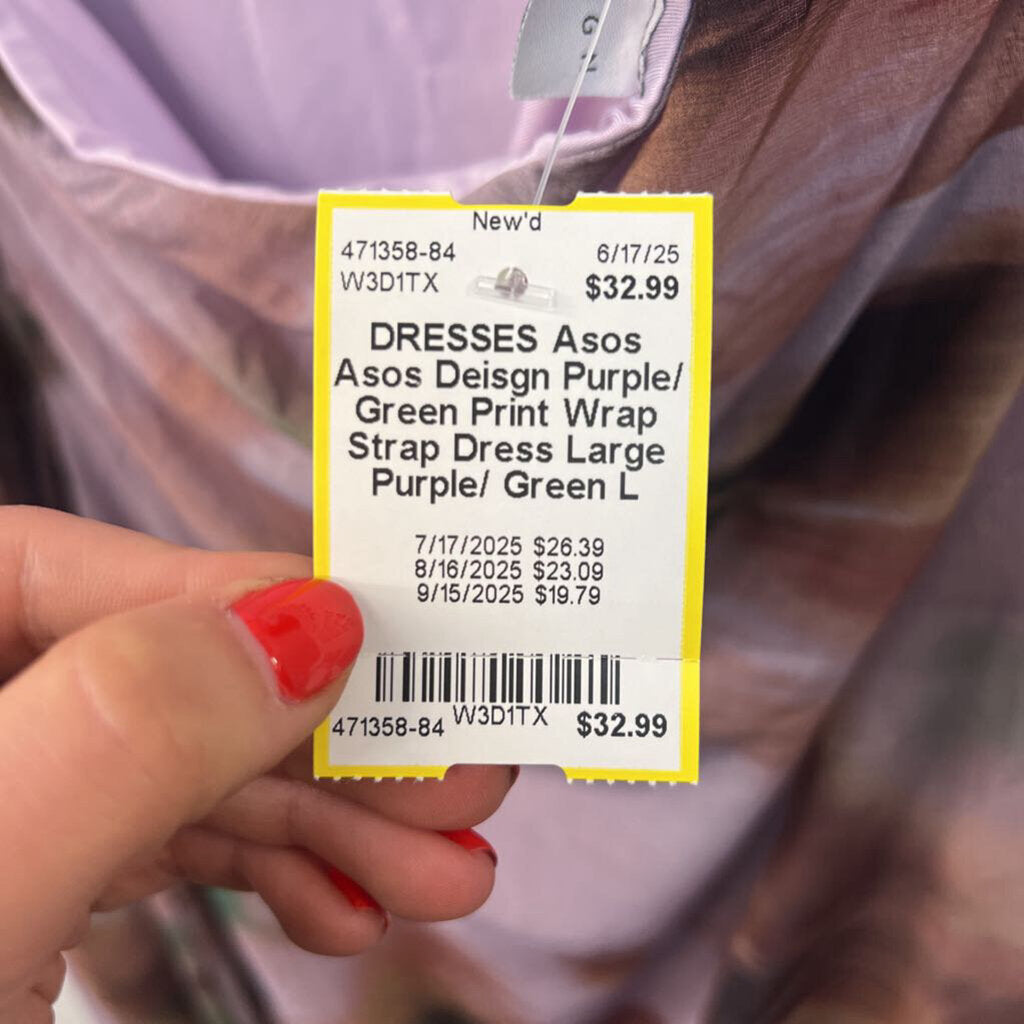 G N
New'd
471358-84 6/17/25
W3D1TX $32.99
DRESSES Asos
Asos Deisgn Purple/
Green Print Wrap
Strap Dress Large
Purple/ Green L
7/17/2025 $26.39
8/16/2025 $23.09
9/15/2025 $19.79
471358-84 W3D1TX $32.99